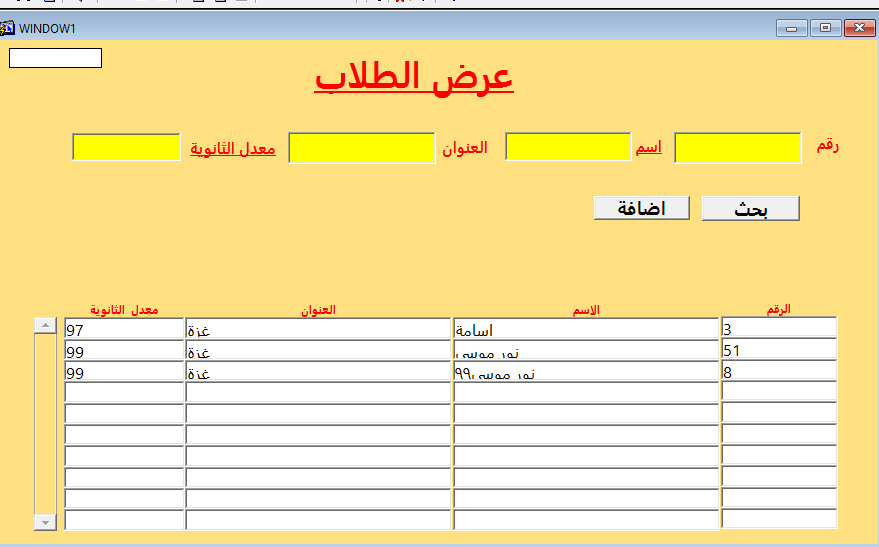 WINDOW1
عرض الطلاب
رقم اسم العنوان معدل الثانوية
بحث اضافة
الرقم الاسم العنوان معدل الثانوية
3 اسامة غزة 97
51 نور موسى غزة 99
8 نور موسى٩٩ غزة 99